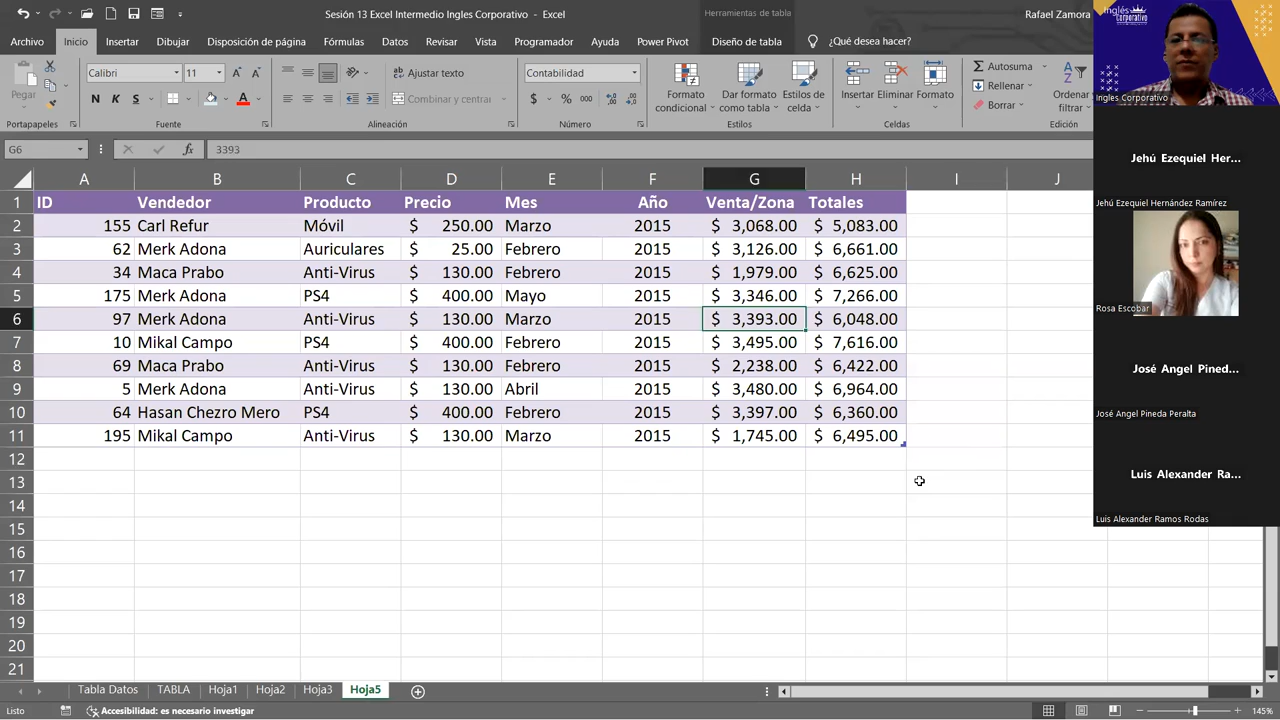 Sesión 13 Excel Intermedio Ingles Corporativo - Excel
Herramientas de tabla
Rafael Zamora
Archivo Inicio Insertar Dibujar Disposición de página Fórmulas Datos Revisar Vista Programador Ayuda Power Pivot Diseño de tabla ¿Qué desea hacer?
Pegar
Calibri 11
N K S
Ajustar texto
Combinar y centrar
Contabilidad
$ % 000
Formato condicional
Dar formato como tabla
Estilos de celda
Insertar Eliminar Formato
Autosuma
Rellenar
Borrar
Ordenar
filtrar
Portapapeles Fuente Alineación Número Estilos Celdas Edición
G6 fx 3393
A B C D E F G H I J
1 ID Vendedor Producto Precio Mes Año Venta/Zona Totales
2 155 Carl Refur Móvil $ 250.00 Marzo 2015 $ 3,068.00 $ 5,083.00
3 62 Merk Adona Auriculares $ 25.00 Febrero 2015 $ 3,126.00 $ 6,661.00
4 34 Maca Prabo Anti-Virus $ 130.00 Febrero 2015 $ 1,979.00 $ 6,625.00
5 175 Merk Adona PS4 $ 400.00 Mayo 2015 $ 3,346.00 $ 7,266.00
6 97 Merk Adona Anti-Virus $ 130.00 Marzo 2015 $ 3,393.00 $ 6,048.00
7 10 Mikal Campo PS4 $ 400.00 Febrero 2015 $ 3,495.00 $ 7,616.00
8 69 Maca Prabo Anti-Virus $ 130.00 Febrero 2015 $ 2,238.00 $ 6,422.00
9 5 Merk Adona Anti-Virus $ 130.00 Abril 2015 $ 3,480.00 $ 6,964.00
10 64 Hasan Chezro Mero PS4 $ 400.00 Febrero 2015 $ 3,397.00 $ 6,360.00
11 195 Mikal Campo Anti-Virus $ 130.00 Marzo 2015 $ 1,745.00 $ 6,495.00
12
13
14
15
16
17
18
19
20
21
Tabla Datos TABLA Hoja1 Hoja2 Hoja3 Hoja5
Listo Accesibilidad: es necesario investigar 145%
Inglés
Corporativo
Ingles Corporativo
Jehú Ezequiel Her...
Jehú Ezequiel Hernández Ramírez
Rosa Escobar
José Angel Pined...
José Angel Pineda Peralta
Luis Alexander Ra...
Luis Alexander Ramos Rodas